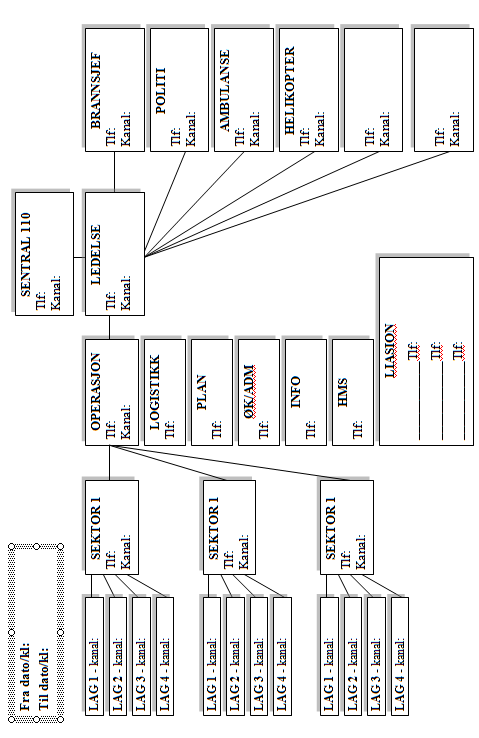 Fra dato/kl:
Til dato/kl:
SENTRAL 110
Tlf:
Kanal:
LAG 1 - kanal:
LAG 2 - kanal:
LAG 3 - kanal:
LAG 4 - kanal:
SEKTOR 1
Tlf:
Kanal:
LAG 1 - kanal:
LAG 2 - kanal:
LAG 3 - kanal:
LAG 4 - kanal:
SEKTOR 1
Tlf:
Kanal:
LAG 1 - kanal:
LAG 2 - kanal:
LAG 3 - kanal:
LAG 4 - kanal:
SEKTOR 1
Tlf:
Kanal:
OPERASJON
Tlf:
Kanal:
LOGISTIKK
Tlf:
PLAN
Tlf:
ØK/ADM
Tlf:
INFO
Tlf:
HMS
Tlf:
LIASION
Tlf:
Tlf:
Tlf:
LEDELSE
Tlf:
Kanal:
BRANNSJEF
Tlf:
Kanal:
POLITI
Tlf:
Kanal:
AMBULANSE
Tlf:
Kanal:
HELIKOPTER
Tlf:
Kanal:
Tlf:
Kanal:
Tlf:
Kanal: